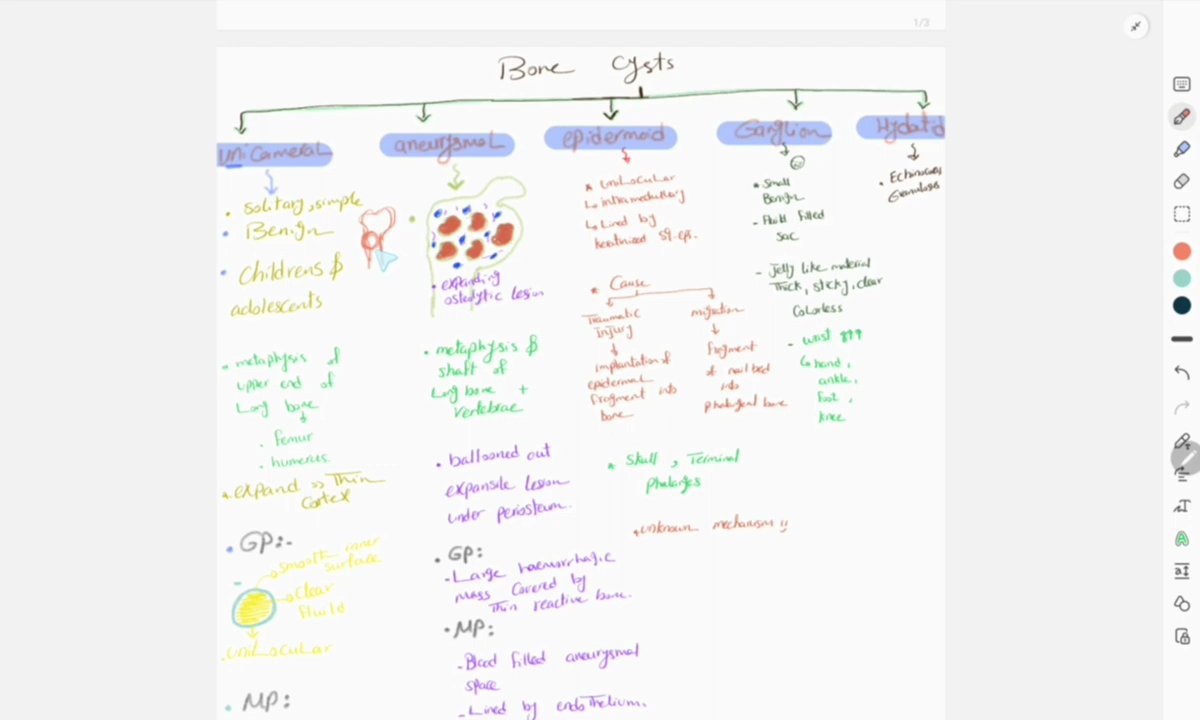 1/3
Bone Cysts
Unicameral
• solitary, simple
• Benign
• Childrens &
adolescents
• metaphysis of
upper end of
Long bone
. femur
. humerus
• expand >> Thin
Cortex
• GP:-
Smooth inner
surface
Clear
fluid
. UniLocuLar
• MP:
aneurysmal
• expanding
osteolytic lesion
• metaphysis &
shaft of
Long bone +
vertebrae
• ballooned out
expansile lesion
under periosteum.
• GP:
- Large haemorrhagic
mass Covered by
Thin reactive bone.
• MP:
- Blood filled aneurysmal
space
- Lined by endothelium.
epidermoid
* UniLocuLar
intramedullary
Lined by
keratinized sq. ep.
* Cause
Traumatic
Injury
implantation of
epidermal
fragment into
bone
migration
fragment
of nail bed
into
phalangeal bone
* Skull, Terminal
phalanges
* unknown mechanism !!
Ganglion
• Small
Benign
- fluid filled
sac
- Jelly like material
Thick, sticky, clear
Colorless
- wrist
hand,
ankle,
foot,
knee
Hydatid
• Echinococcus
Granulosis